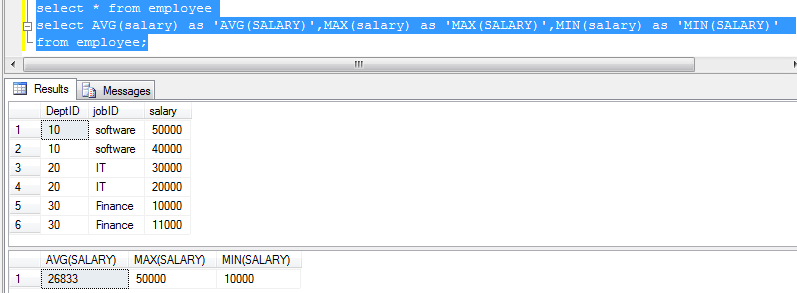 select * from employee
select AVG(salary) as 'AVG(SALARY)',MAX(salary) as 'MAX(SALARY)',MIN(salary) as 'MIN(SALARY)'
from employee;
Results Messages
DeptID jobID salary
1 10 software 50000
2 10 software 40000
3 20 IT 30000
4 20 IT 20000
5 30 Finance 10000
6 30 Finance 11000
AVG(SALARY) MAX(SALARY) MIN(SALARY)
1 26833 50000 10000